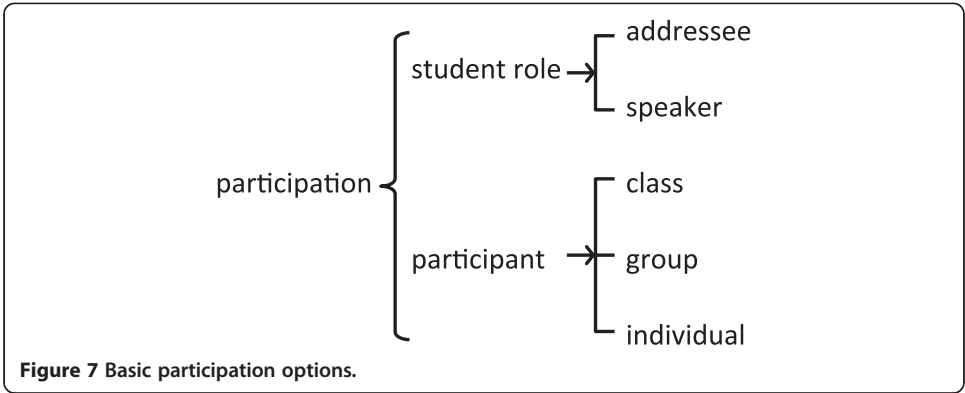 addressee
student role
speaker
participation
class
participant
group
individual
Figure 7 Basic participation options.